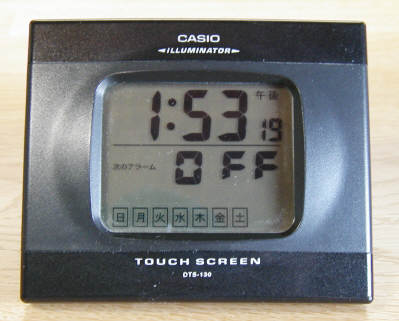 CASIO
ILLUMINATOR
午後
1:53 19
次のアラーム
OFF
日 月 火 水 木 金 土
TOUCH SCREEN
DTS-130